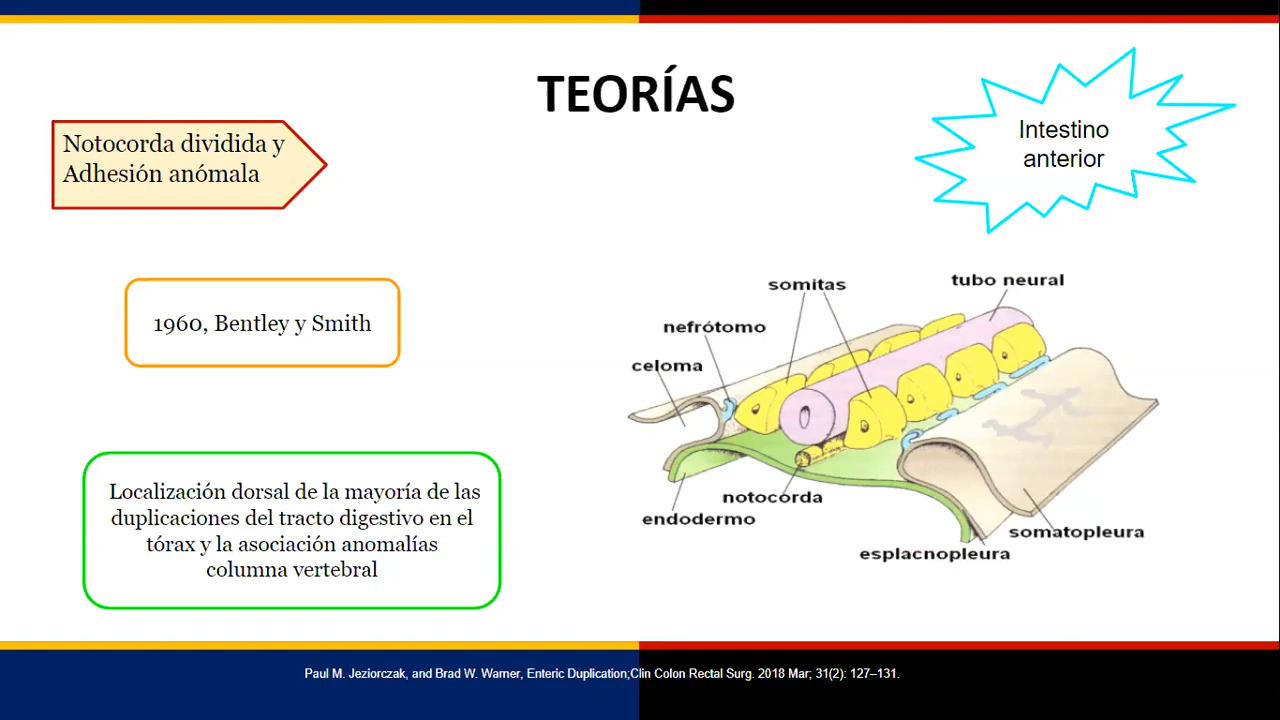 TEORÍAS
Notocorda dividida y
Adhesión anómala
Intestino
anterior
1960, Bentley y Smith
Localización dorsal de la mayoría de las
duplicaciones del tracto digestivo en el
tórax y la asociación anomalías
columna vertebral
somitas
tubo neural
nefrótomo
celoma
notocorda
endodermo
somatopleura
esplacnopleura
Paul M. Jeziorczak, and Brad W. Warner, Enteric Duplication;Clin Colon Rectal Surg. 2018 Mar; 31(2): 127–131.